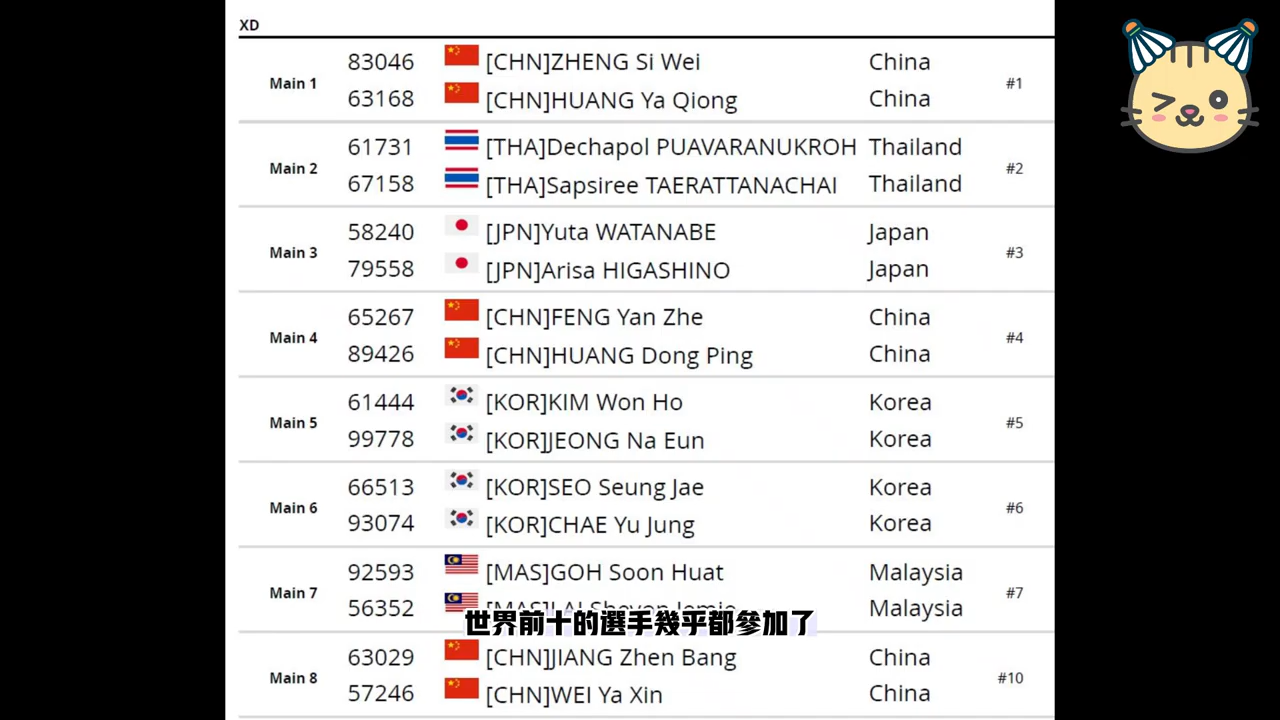 XD
Main 1
83046 [CHN]ZHENG Si Wei China
63168 [CHN]HUANG Ya Qiong China
#1
Main 2
61731 [THA]Dechapol PUAVARANUKROH Thailand
67158 [THA]Sapsiree TAERATTANACHAI Thailand
#2
Main 3
58240 [JPN]Yuta WATANABE Japan
79558 [JPN]Arisa HIGASHINO Japan
#3
Main 4
65267 [CHN]FENG Yan Zhe China
89426 [CHN]HUANG Dong Ping China
#4
Main 5
61444 [KOR]KIM Won Ho Korea
99778 [KOR]JEONG Na Eun Korea
#5
Main 6
66513 [KOR]SEO Seung Jae Korea
93074 [KOR]CHAE Yu Jung Korea
#6
Main 7
92593 [MAS]GOH Soon Huat Malaysia
56352 Malaysia
#7
世界前十的選手幾乎都參加了
Main 8
63029 [CHN]JIANG Zhen Bang China
57246 [CHN]WEI Ya Xin China
#10